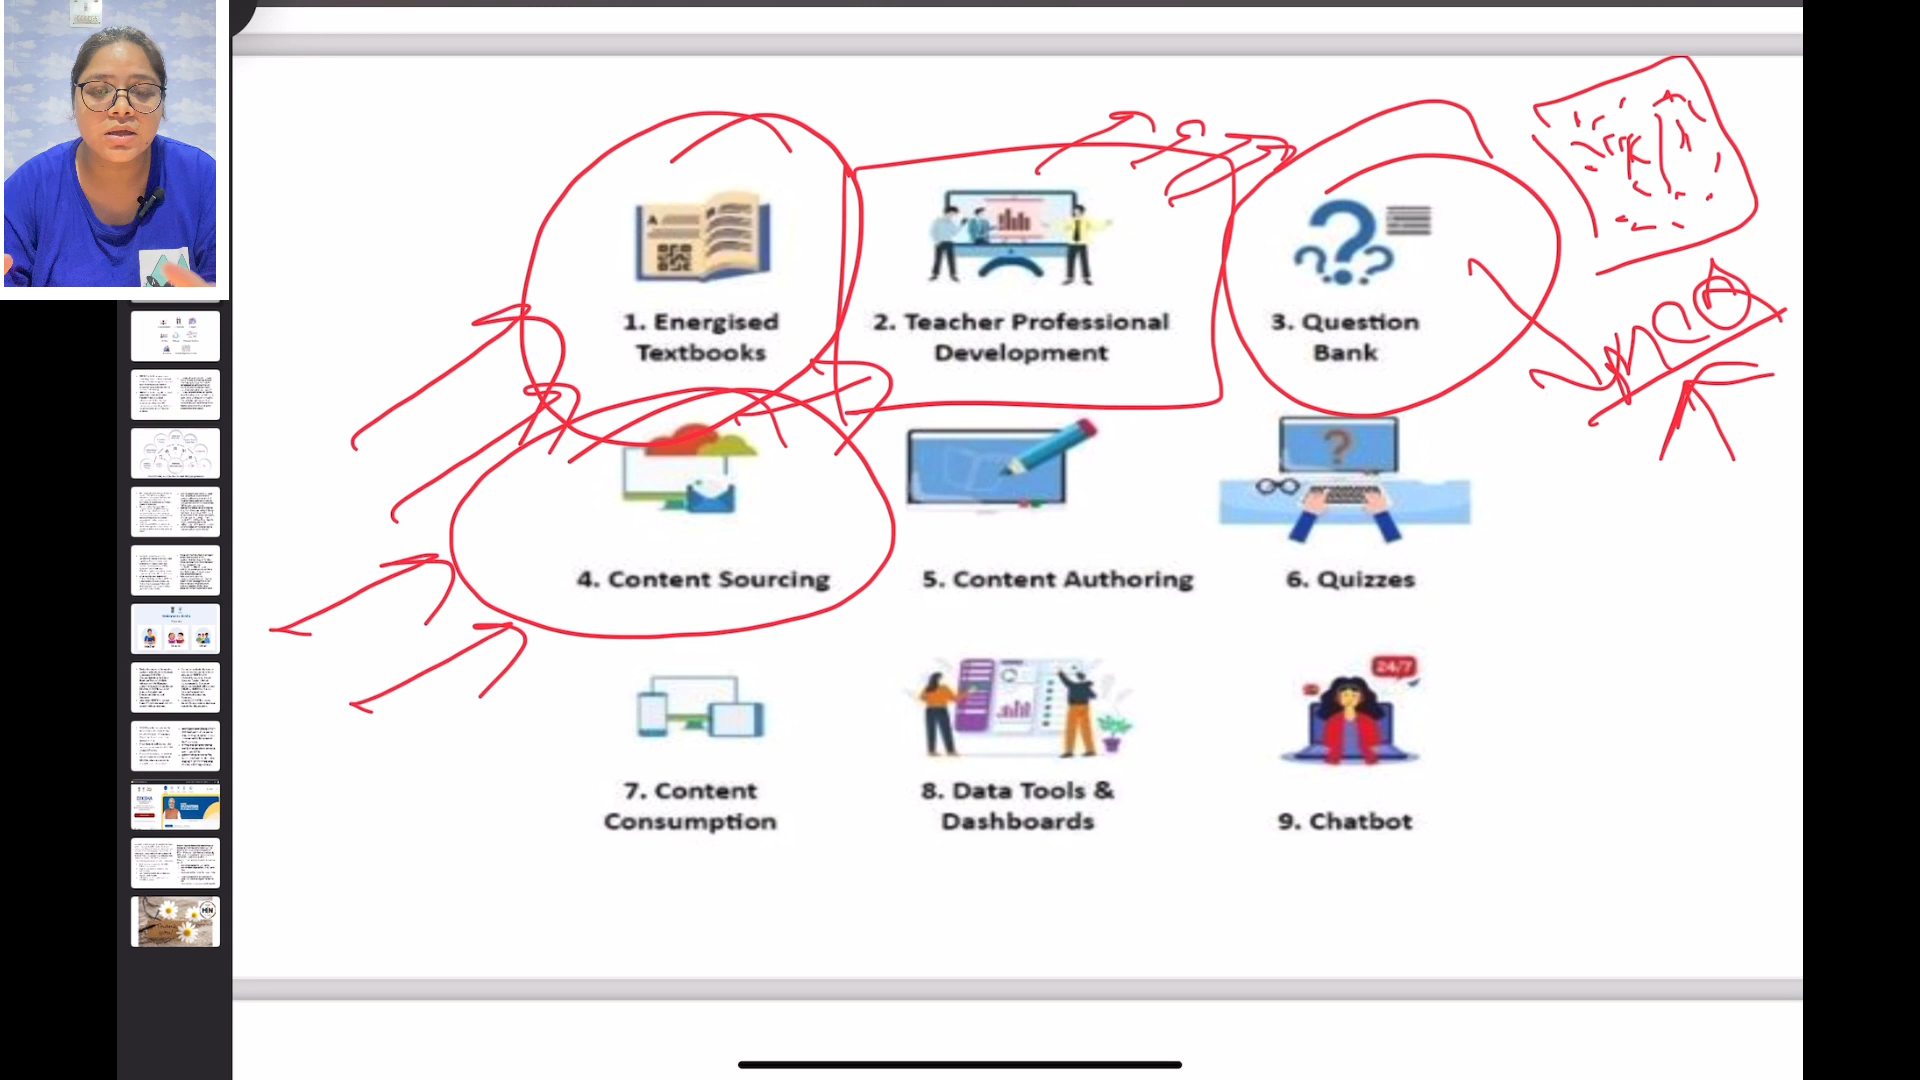 1. Energised
Textbooks
2. Teacher Professional
Development
3. Question
Bank
MCQ
4. Content Sourcing
5. Content Authoring
6. Quizzes
7. Content
Consumption
8. Data Tools &
Dashboards
24/7
9. Chatbot